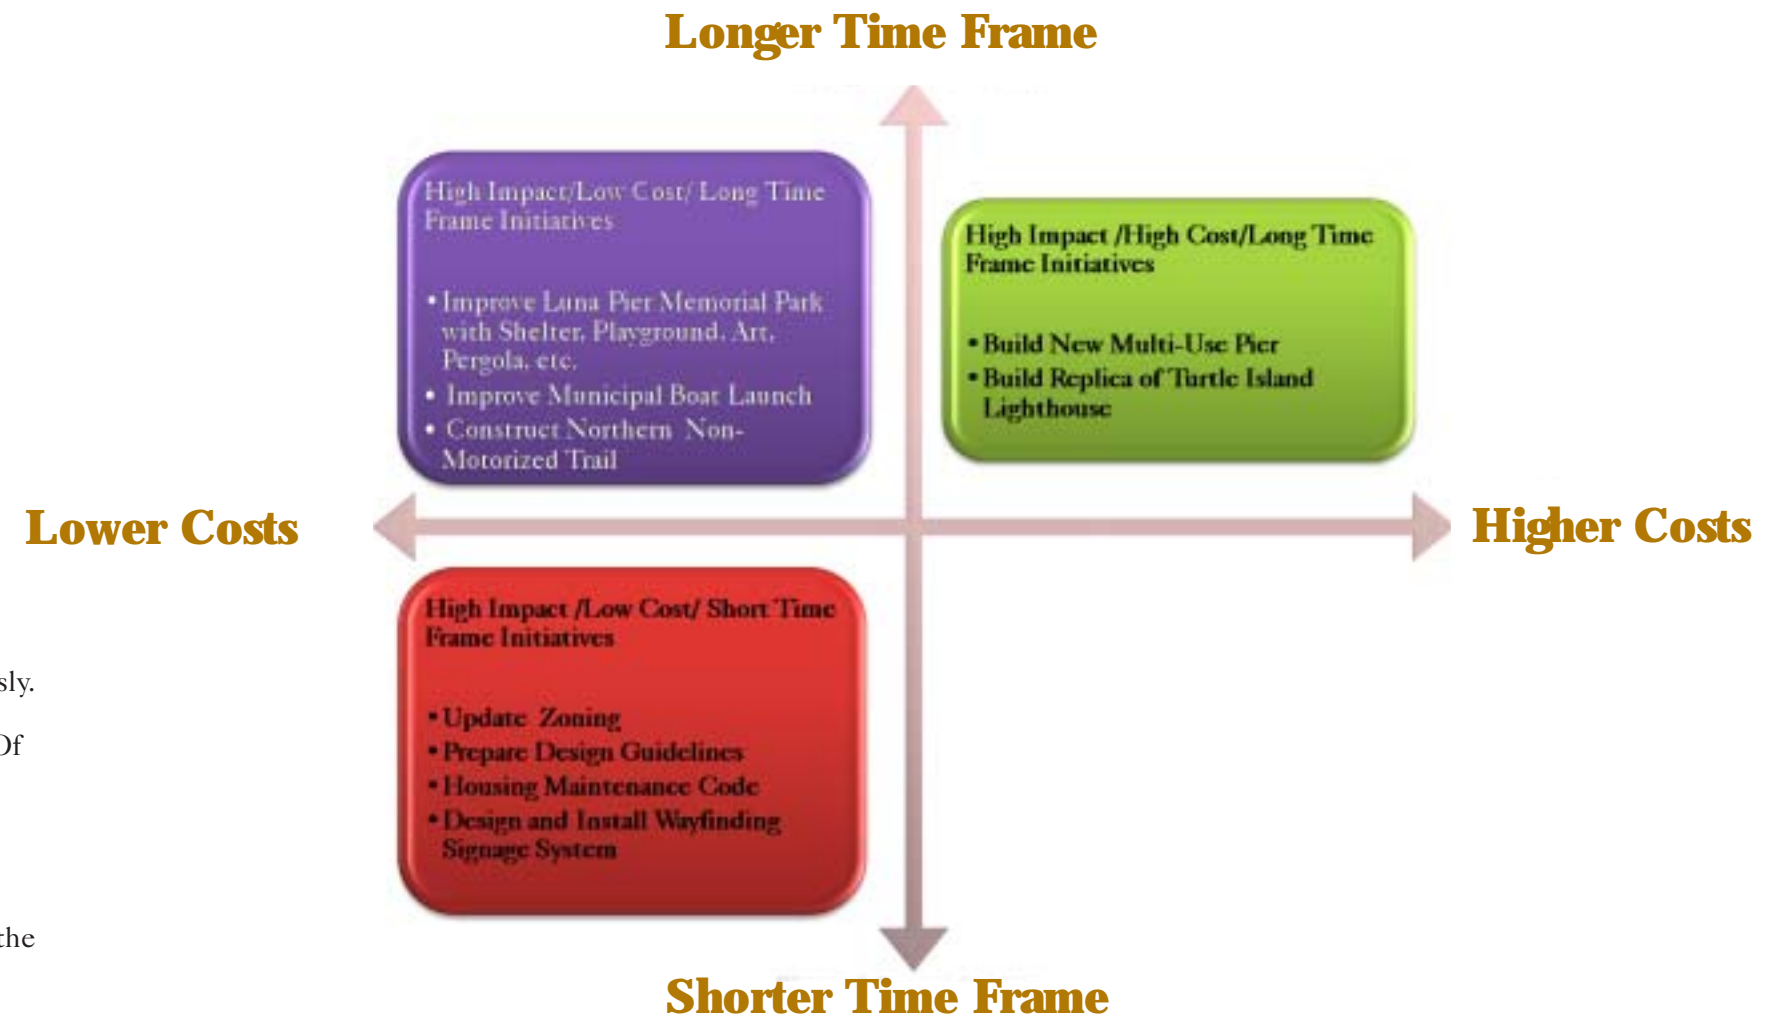 Longer Time Frame
High Impact/Low Cost/ Long Time
Frame Initiatives
• Improve Luna Pier Memorial Park
with Shelter, Playground, Art,
Pergola, etc.
• Improve Municipal Boat Launch
• Construct Northern Non-
Motorized Trail
High Impact /High Cost/Long Time
Frame Initiatives
• Build New Multi-Use Pier
• Build Replica of Turtle Island
Lighthouse
Lower Costs
Higher Costs
High Impact /Low Cost/ Short Time
Frame Initiatives
• Update Zoning
• Prepare Design Guidelines
• Housing Maintenance Code
• Design and Install Wayfinding
Signage System
sly.
Of
the
Shorter Time Frame